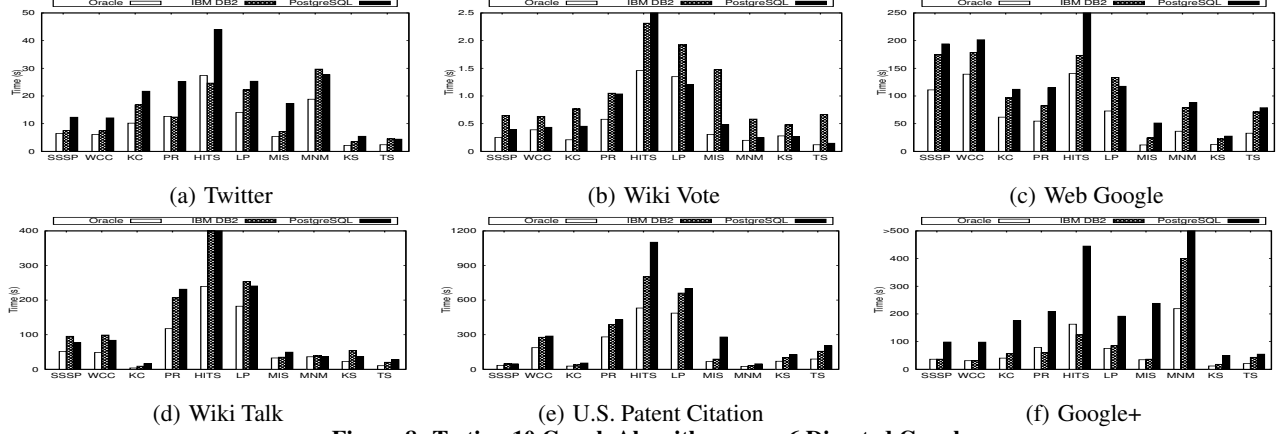 Oracle IBM DB2 PostgreSQL
Oracle IBM DB2 PostgreSQL
Oracle IBM DB2 PostgreSQL
50
40
30
20
10
0
Time (s)
SSSP WCC KC PR HITS LP MIS MNM KS TS
(a) Twitter
2.5
2.0
1.5
1.0
0.5
0
Time (s)
SSSP WCC KC PR HITS LP MIS MNM KS TS
(b) Wiki Vote
250
200
150
100
50
0
Time (s)
SSSP WCC KC PR HITS LP MIS MNM KS TS
(c) Web Google
Oracle IBM DB2 PostgreSQL
400
300
200
100
0
Time (s)
SSSP WCC KC PR HITS LP MIS MNM KS TS
(d) Wiki Talk
Oracle IBM DB2 PostgreSQL
1200
900
600
300
0
Time (s)
SSSP WCC KC PR HITS LP MIS MNM KS TS
(e) U.S. Patent Citation
Oracle IBM DB2 PostgreSQL
>500
400
300
200
100
0
Time (s)
SSSP WCC KC PR HITS LP MIS MNM KS TS
(f) Google+